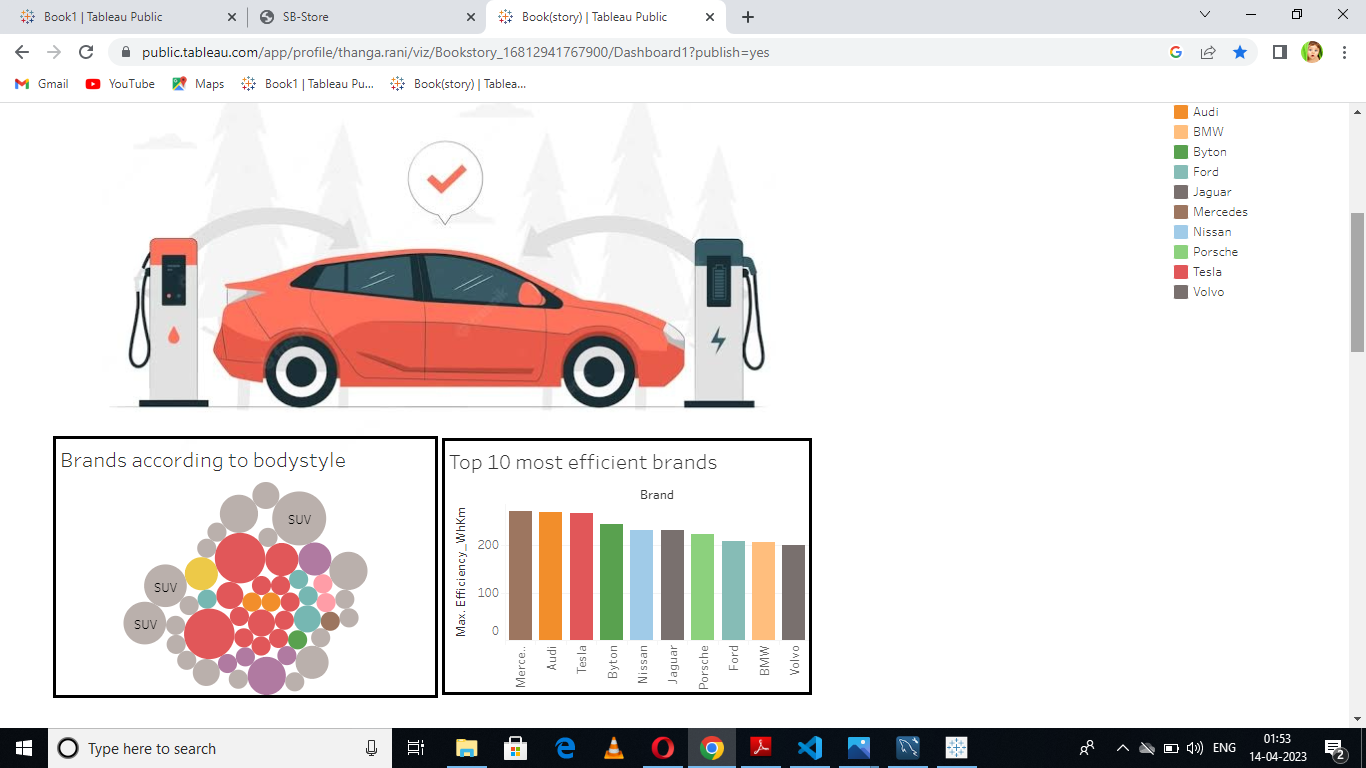 Book1 | Tableau Public
SB-Store
Book(story) | Tableau Public
public.tableau.com/app/profile/thanga.rani/viz/Bookstory_16812941767900/Dashboard1?publish=yes
Gmail
YouTube
Maps
Book1 | Tableau Pu...
Book(story) | Tablea...
Audi
BMW
Byton
Ford
Jaguar
Mercedes
Nissan
Porsche
Tesla
Volvo
Brands according to bodystyle
SUV
SUV
SUV
Top 10 most efficient brands
Brand
Max. Efficiency_WhKm
200
100
0
Merce..
Audi
Tesla
Byton
Nissan
Jaguar
Porsche
Ford
BMW
Volvo
Type here to search
ENG
01:53
14-04-2023
2